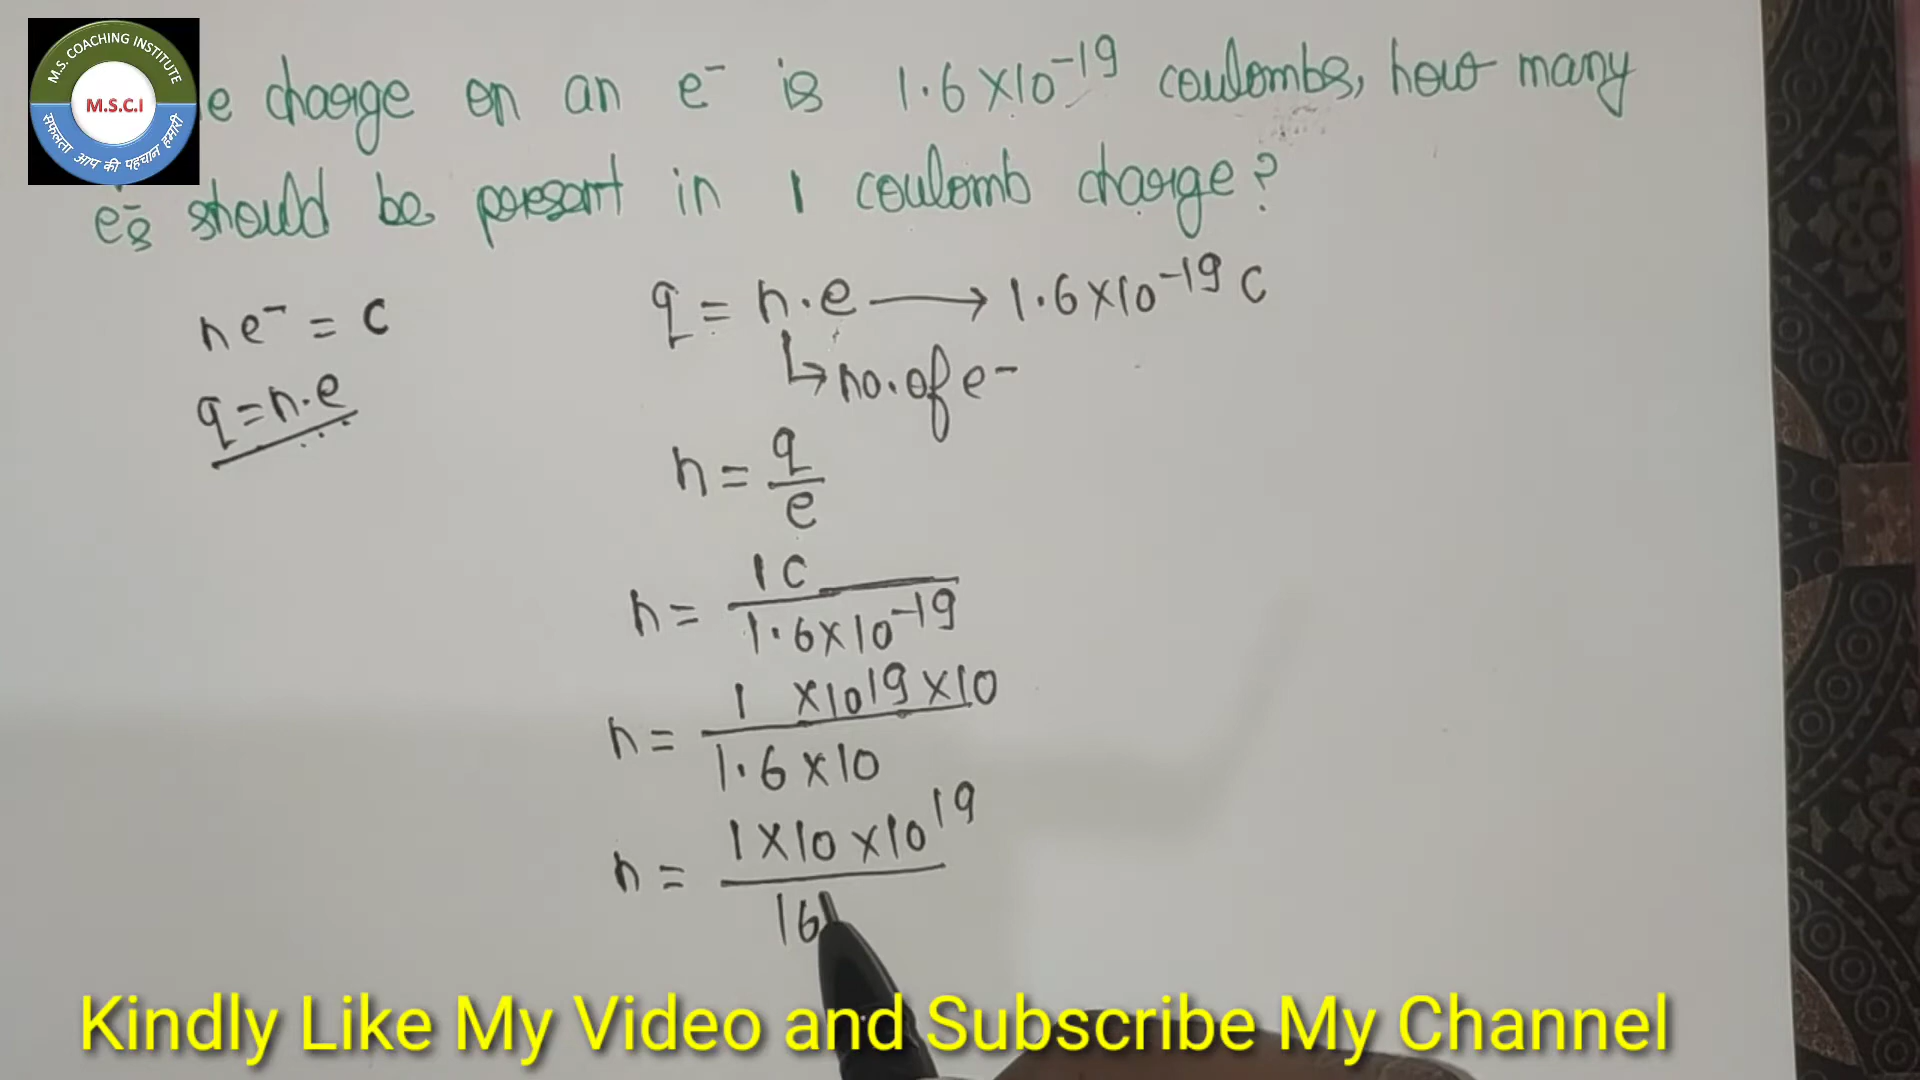 M.S. COACHING INSTITUTE
M.S.C.I
सफलता आप की पहचान हमारी
e charge on an e⁻ is 1.6×10⁻¹⁹ coulombs, how many
e⁻s should be present in 1 coulomb charge?
ne⁻ = C
q=n.e
q = n.e → 1.6×10⁻¹⁹ C
↳ no. of e⁻
n = q/e
n = 1C / 1.6×10⁻¹⁹
n = 1 ×10¹⁹×10 / 1.6×10
n = 1×10×10¹⁹ / 16
Kindly Like My Video and Subscribe My Channel